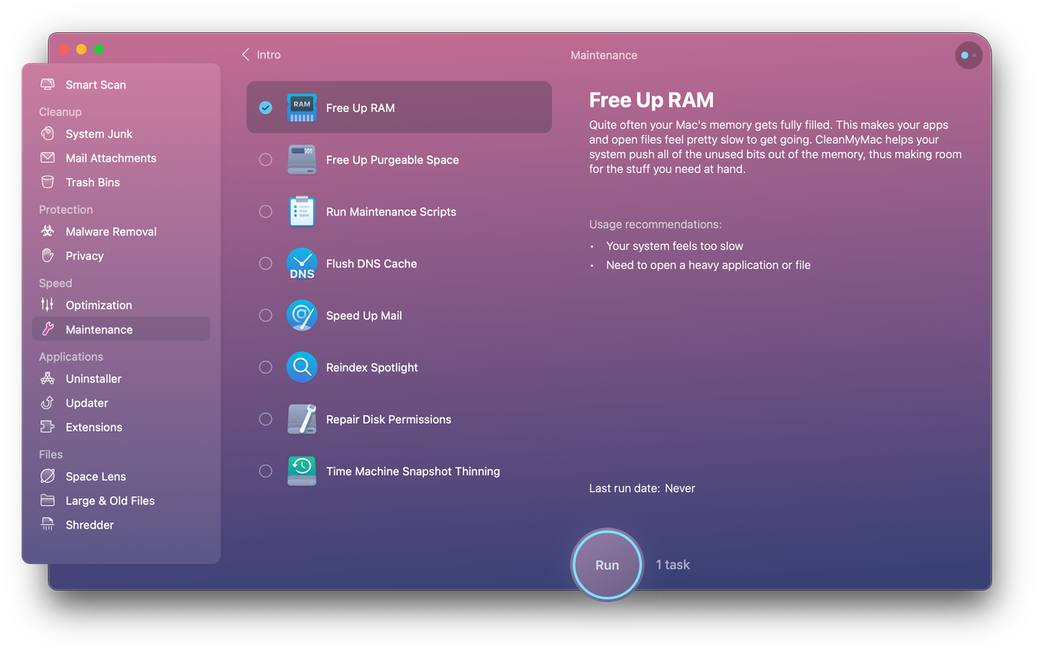 Intro
Maintenance
Smart Scan
Cleanup
System Junk
Mail Attachments
Trash Bins
Protection
Malware Removal
Privacy
Speed
Optimization
Maintenance
Applications
Uninstaller
Updater
Extensions
Files
Space Lens
Large & Old Files
Shredder
RAM
Free Up RAM
Free Up Purgeable Space
Run Maintenance Scripts
DNS
Flush DNS Cache
Speed Up Mail
Reindex Spotlight
Repair Disk Permissions
Time Machine Snapshot Thinning
Free Up RAM
Quite often your Mac's memory gets fully filled. This makes your apps
and open files feel pretty slow to get going. CleanMyMac helps your
system push all of the unused bits out of the memory, thus making room
for the stuff you need at hand.
Usage recommendations:
• Your system feels too slow
• Need to open a heavy application or file
Last run date: Never
Run
1 task